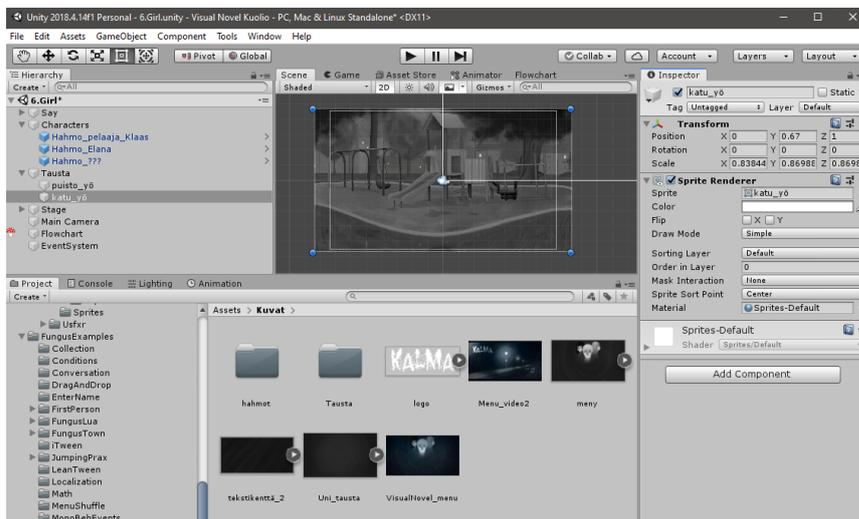 Unity 2018.4.14f1 Personal - 6.Girl.unity - Visual Novel Kuolio - PC, Mac & Linux Standalone* <DX11>
File Edit Assets GameObject Component Tools Window Help
Pivot Global Collab Account Layers Layout
Hierarchy
Create All
6.Girl*
Say
Characters
Hahmo_pelaaja_Klaas
Hahmo_Elana
Hahmo_???
Tausta
puisto_yö
katu_yö
Stage
Main Camera
Flowchart
EventSystem
Scene Game Asset Store Animator Flowchart
Shaded 2D Gizmos All
Inspector
katu_yö Static
Tag Untagged Layer Default
Transform
Position X 0 Y 0.67 Z 1
Rotation X 0 Y 0 Z 0
Scale X 0.83844 Y 0.86988 Z 0.8698
Sprite Renderer
Sprite katu_yö
Color
Flip X Y
Draw Mode Simple
Sorting Layer Default
Order in Layer 0
Mask Interaction None
Sprite Sort Point Center
Material Sprites-Default
Sprites-Default
Shader Sprites/Default
Add Component
Project Console Lighting Animation
Create
Sprites
Usfxr
FungusExamples
Collection
Conditions
Conversation
DragAndDrop
EnterName
FirstPerson
FungusLua
FungusTown
iTween
JumpingPrax
LeanTween
Localization
Math
MenuShuffle
MonoBehEvents
Assets > Kuvat >
KALMA
hahmot Tausta logo Menu_video2 meny
tekstikenttä_2 Uni_tausta VisualNovel_menu